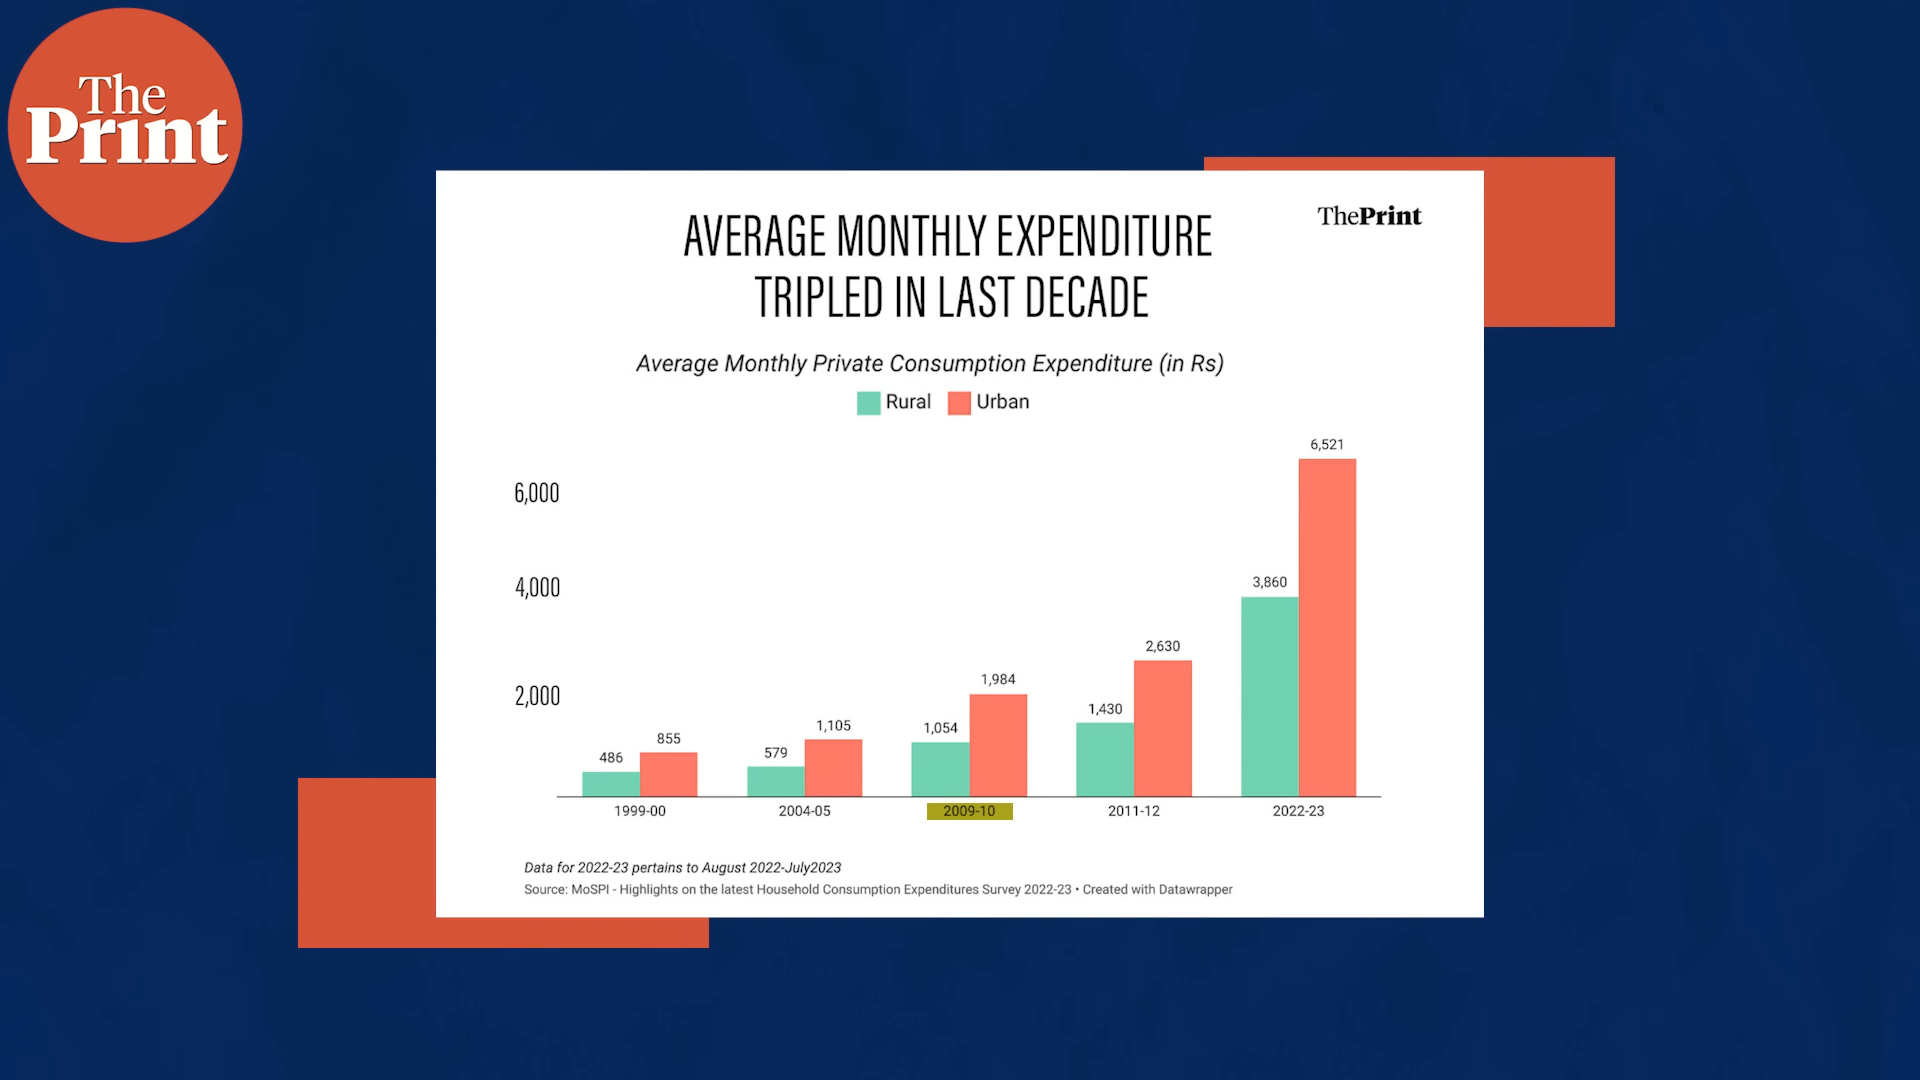 The
Print
ThePrint
AVERAGE MONTHLY EXPENDITURE
TRIPLED IN LAST DECADE
Average Monthly Private Consumption Expenditure (in Rs)
Rural Urban
6,000
4,000
2,000
486
855
579
1,105
1,054
1,984
1,430
2,630
3,860
6,521
1999-00 2004-05 2009-10 2011-12 2022-23
Data for 2022-23 pertains to August 2022-July2023
Source: MoSPI - Highlights on the latest Household Consumption Expenditures Survey 2022-23 • Created with Datawrapper